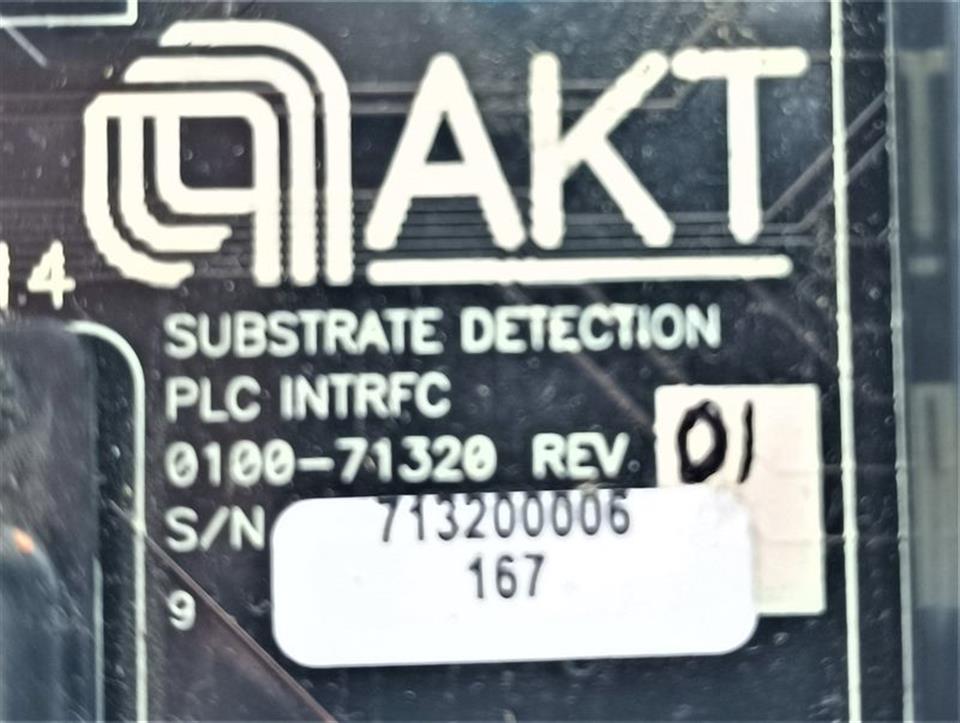 AKT
14
SUBSTRATE DETECTION
PLC INTRFC
0100-71320 REV. 01
S/N 713200006
167
9